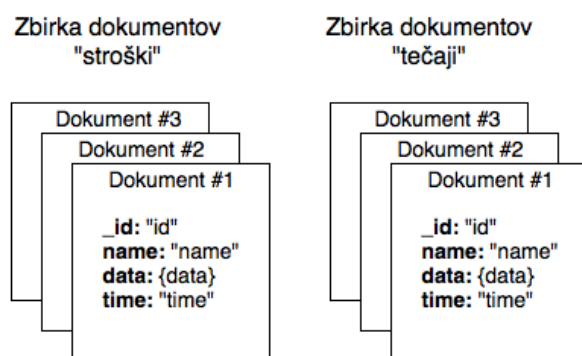 Zbirka dokumentov
"stroški"
Dokument #3
Dokument #2
Dokument #1
_id: "id"
name: "name"
data: {data}
time: "time"
Zbirka dokumentov
"tečaji"
Dokument #3
Dokument #2
Dokument #1
_id: "id"
name: "name"
data: {data}
time: "time"